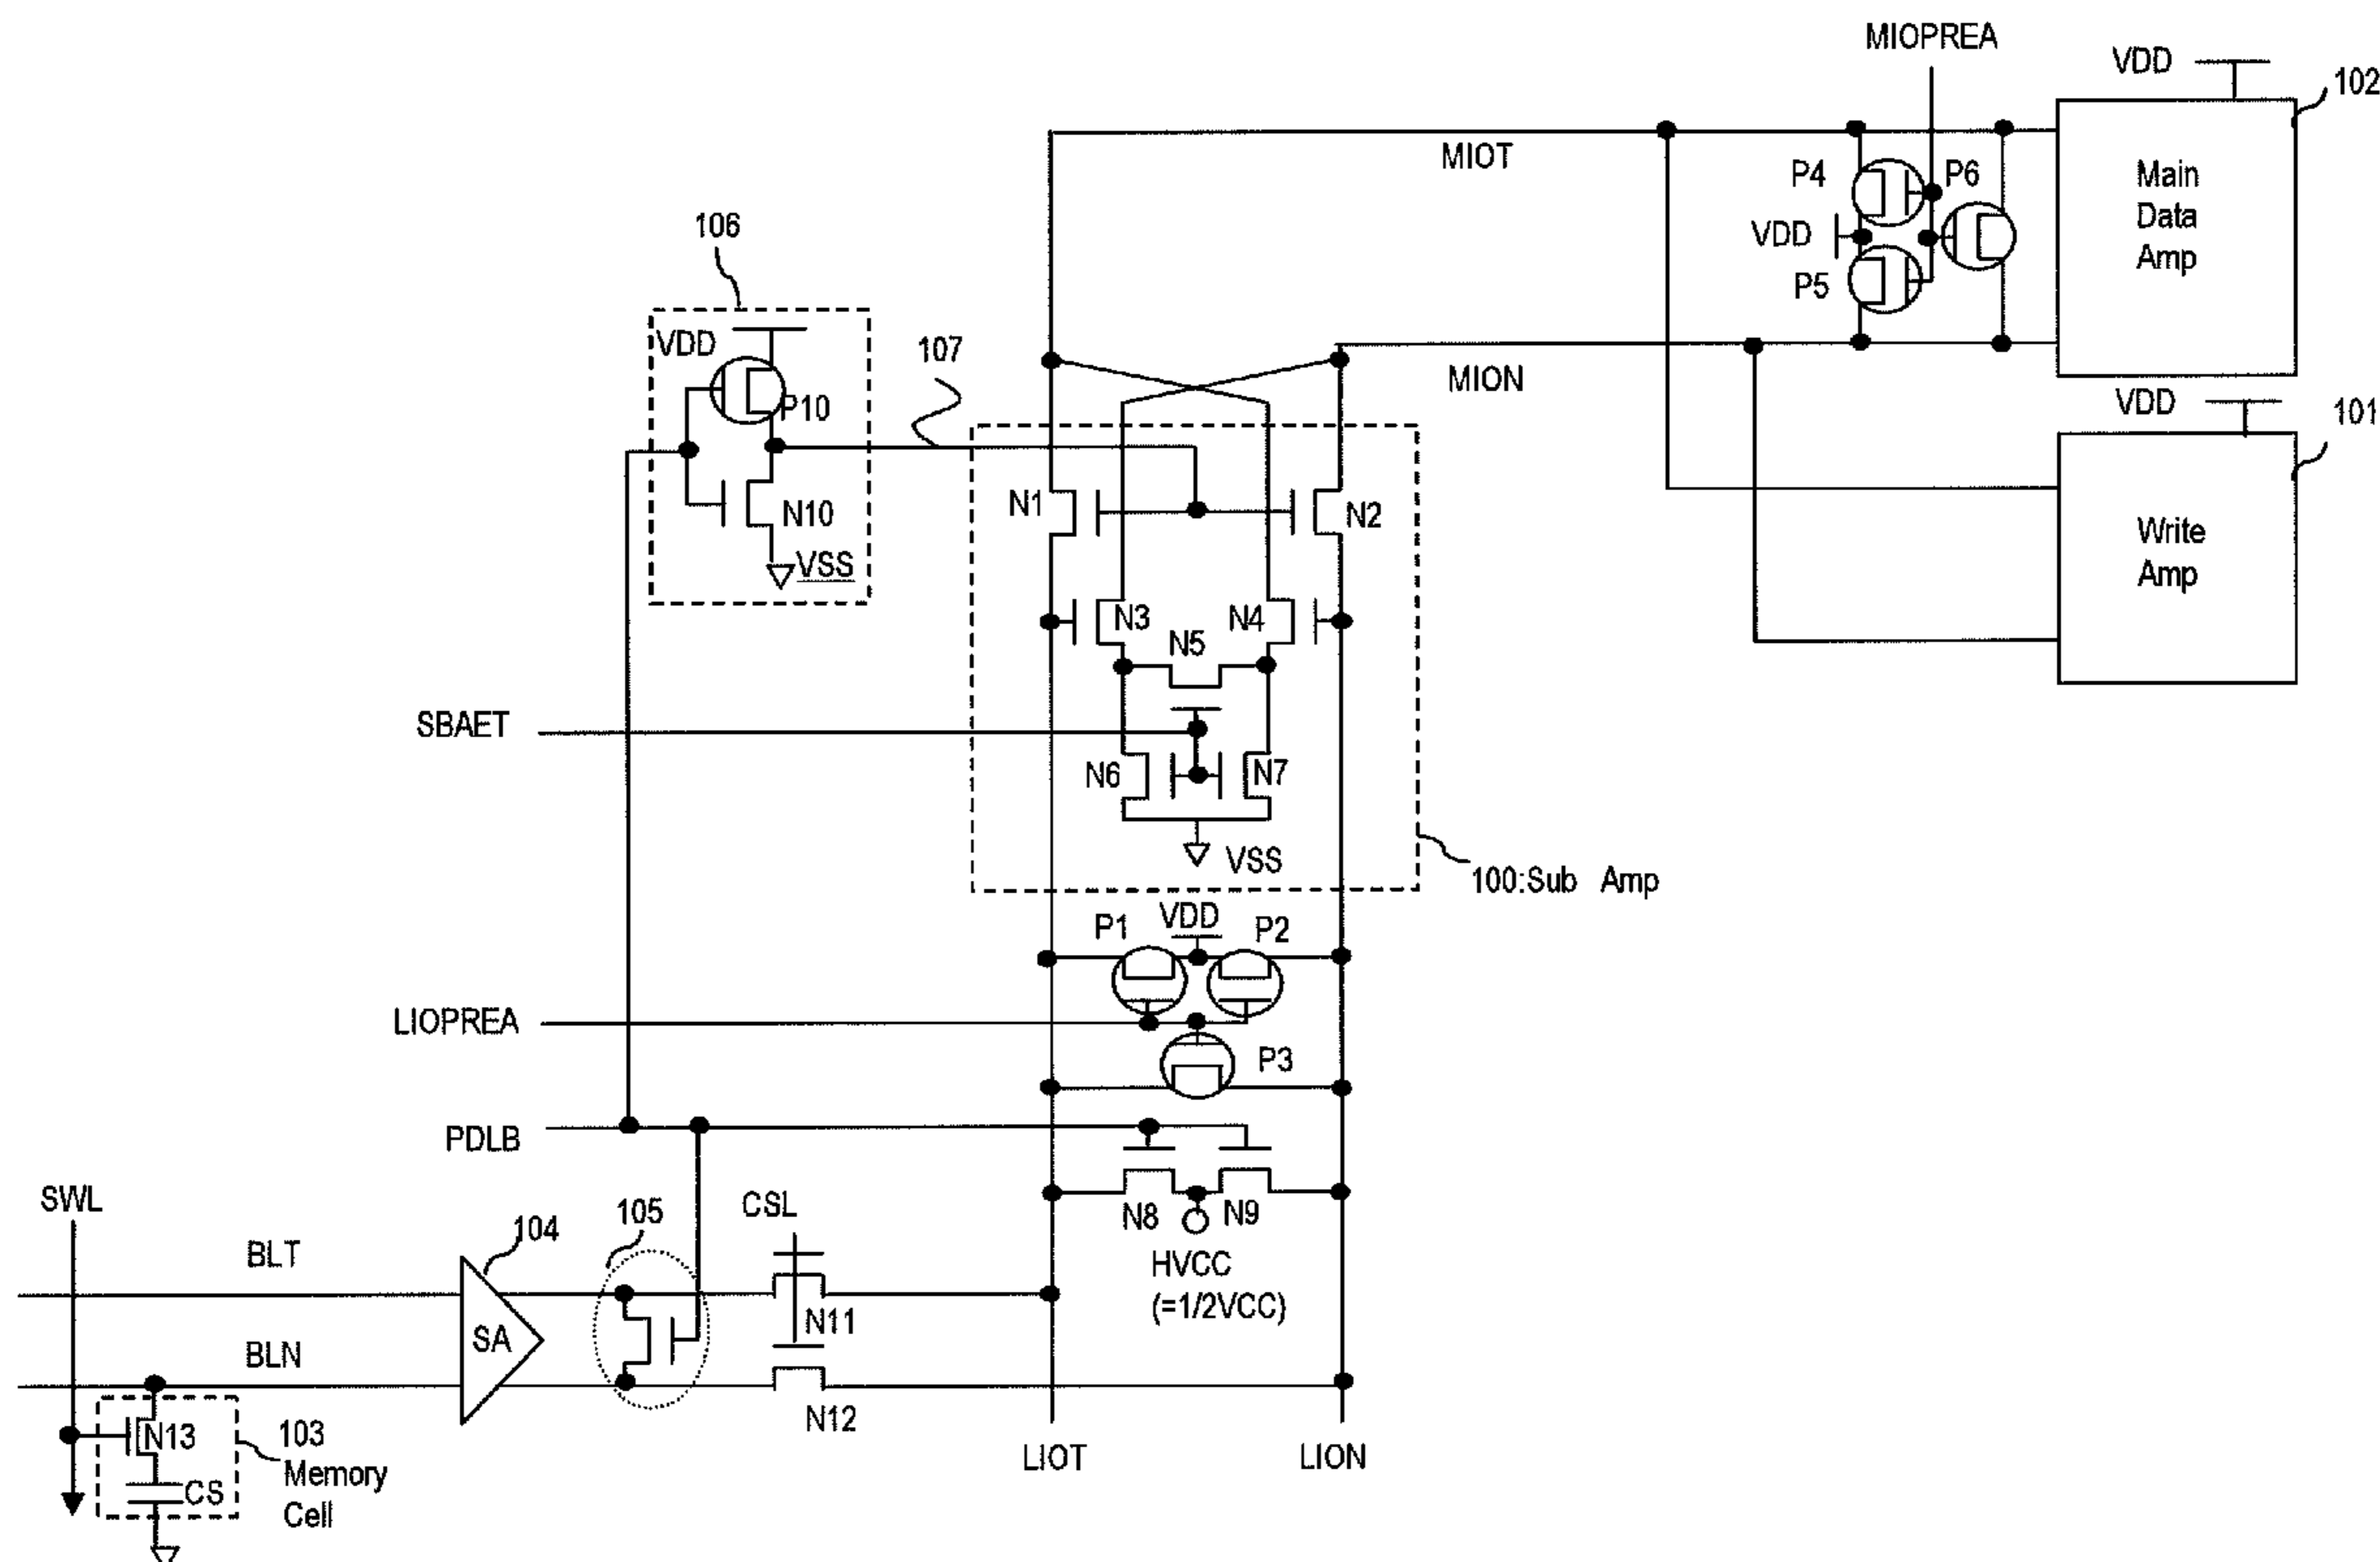 MIOPREA
VDD
102
MIOT
P4
P6
Main
Data
Amp
VDD
P5
106
107
MION
VDD
P10
VDD
101
N1
N2
N10
Write
Amp
VSS
N3
N4
N5
SBAET
N6
N7
VSS
100:Sub Amp
P1
VDD
P2
LIOPREA
P3
PDLB
SWL
104
105
CSL
N8
N9
BLT
HVCC
(=1/2VCC)
SA
N11
BLN
N12
N13
103
Memory
Cell
CS
LIOT
LION